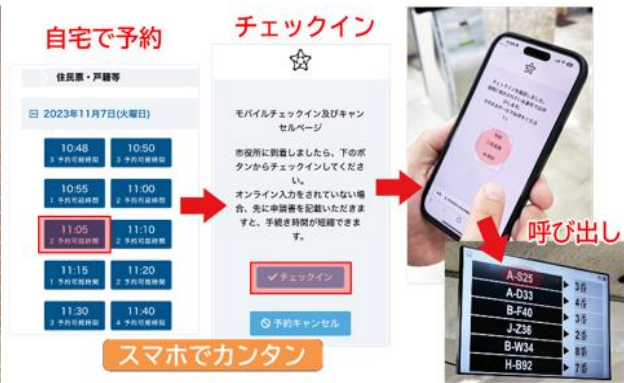 自宅で予約
住民票・戸籍等
2023年11月7日(火曜日)
10:48
3 予約可能時間
10:50
3 予約可能時間
10:55
1 予約可能時間
11:00
2 予約可能時間
11:05
2 予約可能時間
11:10
2 予約可能時間
11:15
1 予約可能時間
11:20
2 予約可能時間
11:30
3 予約可能時間
11:40
4 予約可能時間
チェックイン
モバイルチェックイン及びキャン
セルページ
市役所に到着しましたら、下のボ
タンからチェックインしてくださ
い。
オンライン入力をされていない場
合、先に申請書を記載いただきま
すと、手続き時間が短縮できま
す。
チェックイン
予約キャンセル
スマホでカンタン
呼び出し
A-S25 3番
A-D33 4番
B-F40 3番
J-Z36 2番
B-W34 8番
H-B92 7番